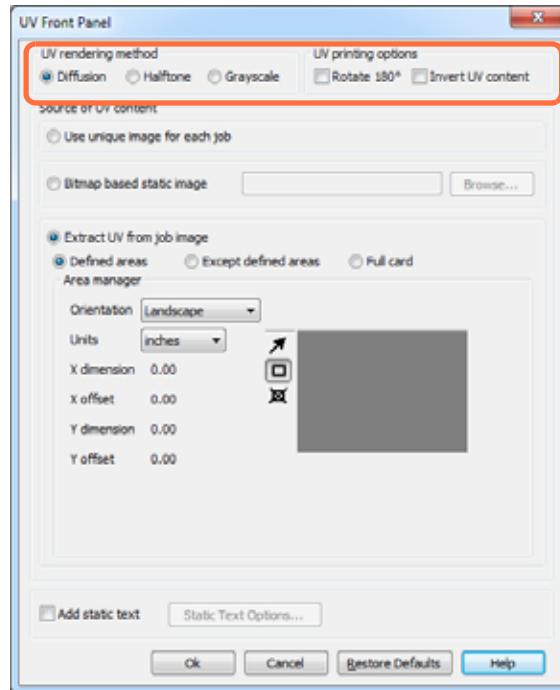 UV Front Panel
UV rendering method
UV printing options
Diffusion Halftone Grayscale
Rotate 180° Invert UV content
Source of UV content
Use unique image for each job
Bitmap based static image Browse...
Extract UV from job image
Defined areas Except defined areas Full card
Area manager
Orientation Landscape
Units inches
X dimension 0.00
X offset 0.00
Y dimension 0.00
Y offset 0.00
Add static text Static Text Options...
Ok Cancel Restore Defaults Help